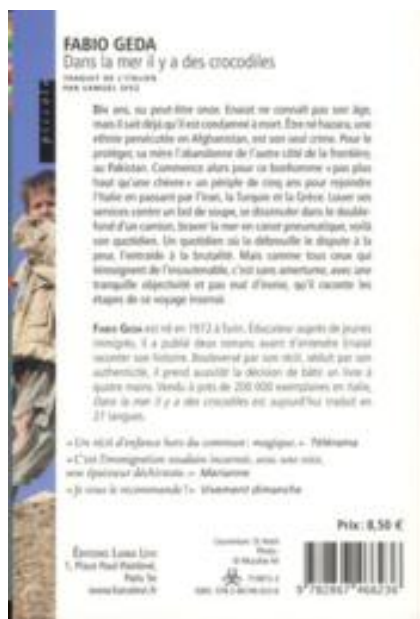 FABIO GEDA
Dans la mer il y a des crocodiles
TRADUIT DE L'ITALIEN
PAR SAMUEL SFEZ
piccolo
Dix ans, ou peut-être onze. Enaiat ne connaît pas son âge,
mais il sait déjà qu'il est condamné à mort. Être né hazara, une
ethnie persécutée en Afghanistan, est son seul crime. Pour le
protéger, sa mère l'abandonne de l'autre côté de la frontière,
au Pakistan. Commence alors pour ce bonhomme « pas plus
haut qu'une chèvre » un périple de cinq ans pour rejoindre
l'Italie en passant par l'Iran, la Turquie et la Grèce. Louer ses
services contre un bol de soupe, se dissimuler dans le double-
fond d'un camion, braver la mer en canot pneumatique, voilà
son quotidien. Un quotidien où la débrouille le dispute à la
peur, l'entraide à la brutalité. Mais comme tous ceux qui
témoignent de l'insoutenable, c'est sans amertume, avec une
tranquille objectivité et pas mal d'ironie, qu'il raconte les
étapes de ce voyage insensé.
FABIO GEDA est né en 1972 à Turin. Éducateur auprès de jeunes
immigrés, il a publié deux romans avant d'entendre Enaiat
raconter son histoire. Bouleversé par son récit, séduit par son
authenticité, il prend aussitôt la décision de bâtir un livre à
quatre mains. Vendu à près de 200 000 exemplaires en Italie,
Dans la mer il y a des crocodiles est aujourd'hui traduit en
27 langues.
« Un récit d'enfance hors du commun : magique. » Télérama
« C'est l'immigration soudain incarnée, avec une voix,
une épaisseur déchirante. » Marianne
« Je vous le recommande ! » Vivement dimanche
Prix : 8,50 €
ÉDITIONS LIANA LEVI
1, Place Paul-Painlevé,
Paris 5e
www.lianalevi.fr
Couverture :
Photo :
ISBN :
9 782867 466236